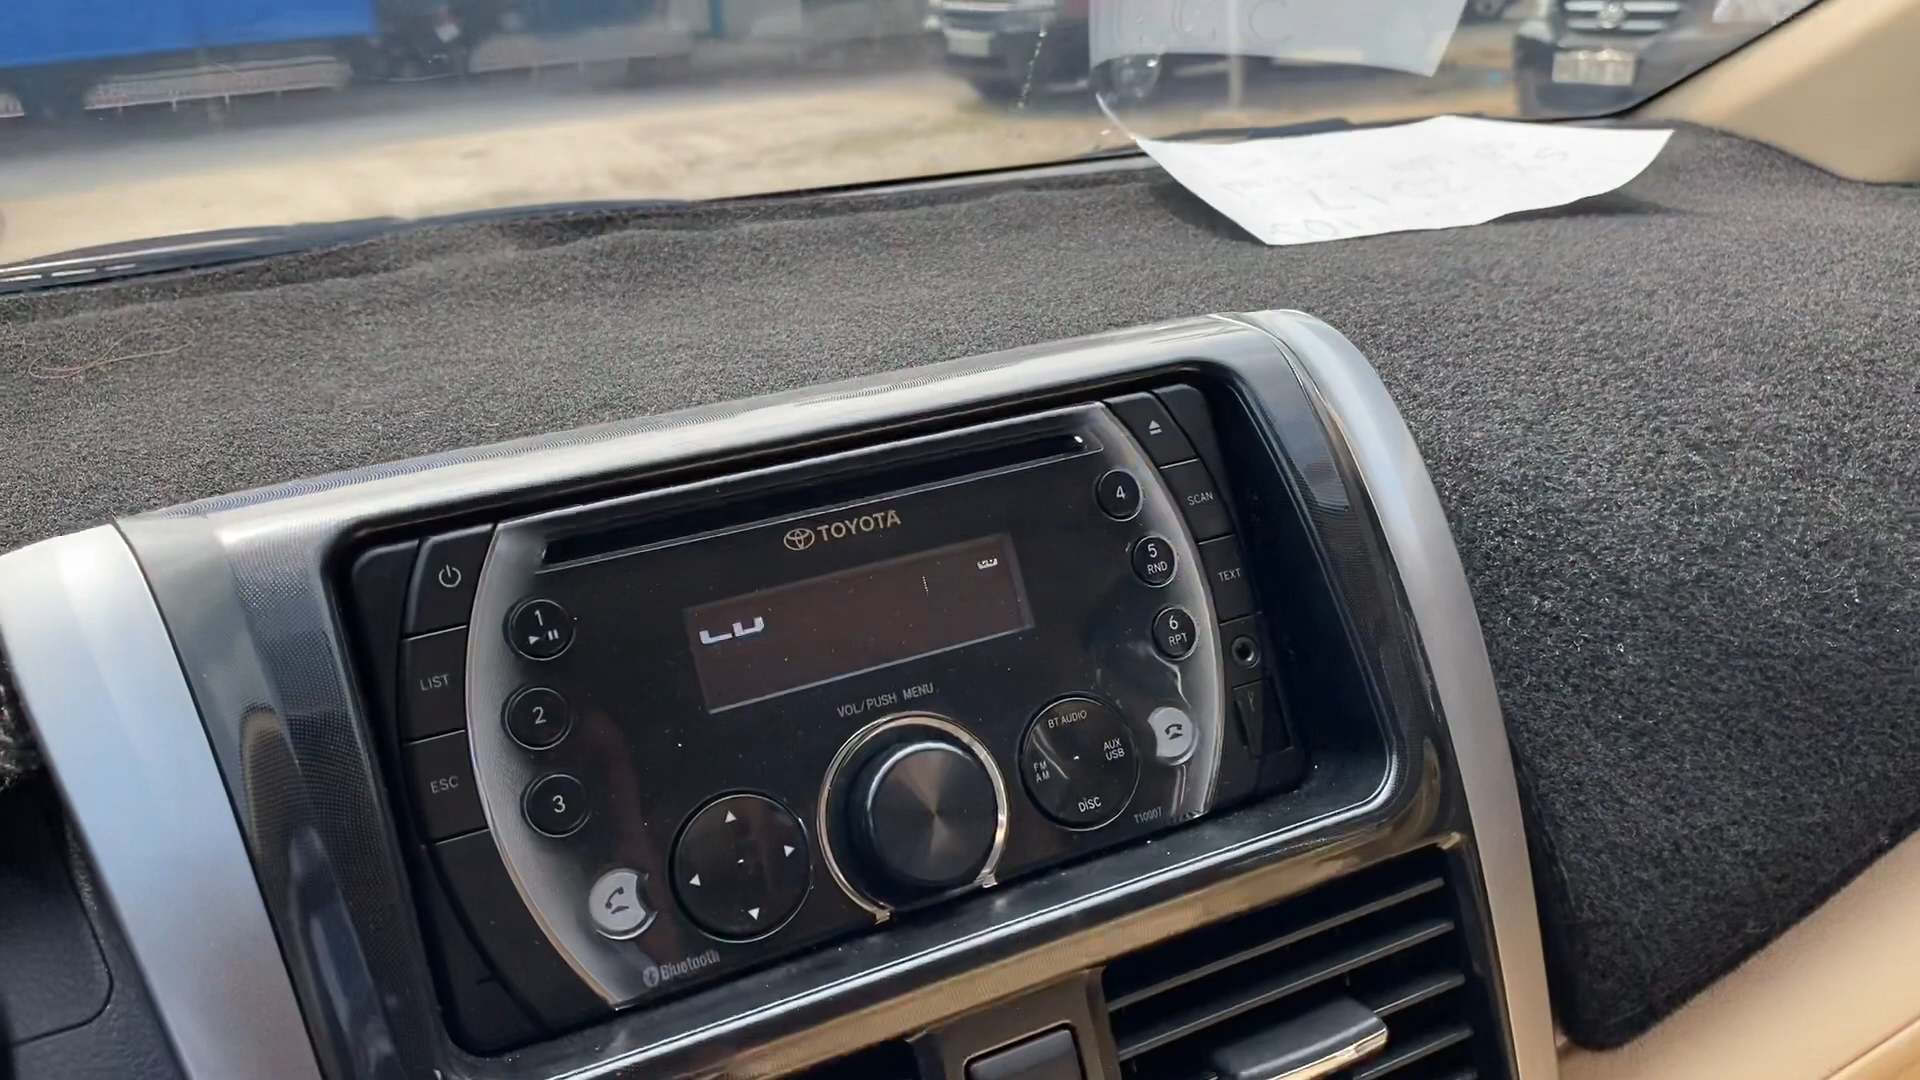 TOYOTA
VOL/PUSH MENU
LIST
ESC
1
2
3
4
5
RND
6
RPT
SCAN
TEXT
BT AUDIO
FM
AM
AUX
USB
DISC
T10007
Bluetooth